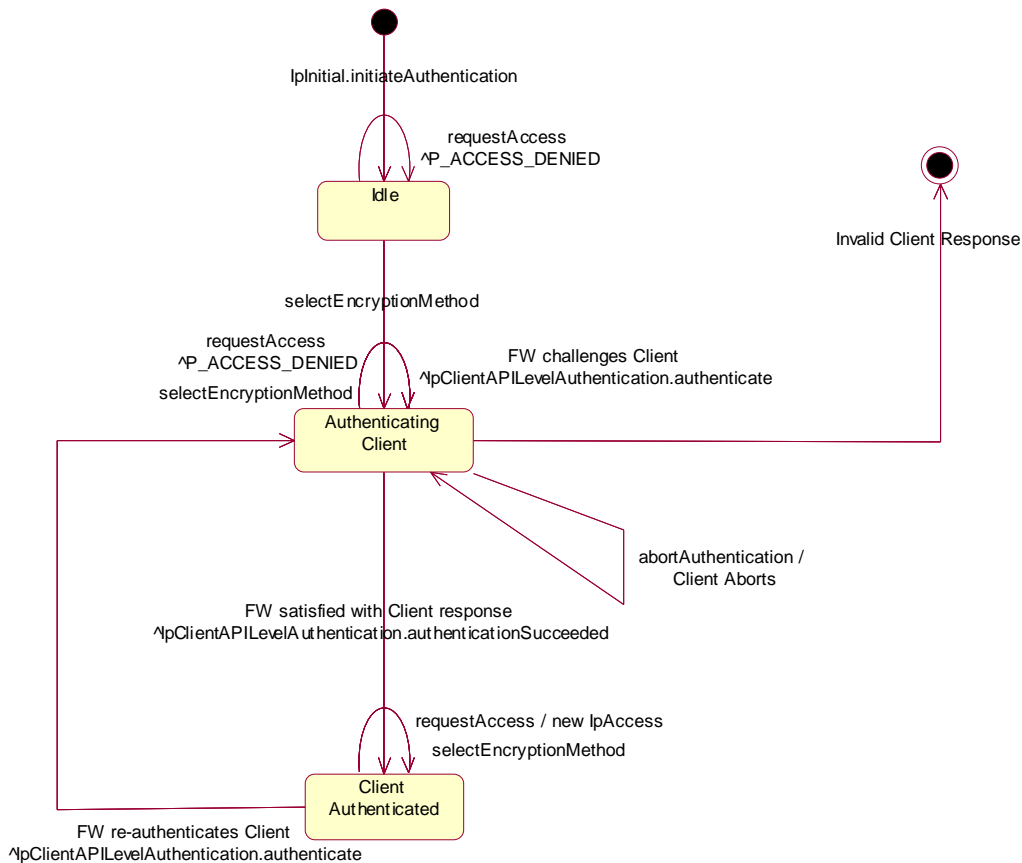 IpInitial.initiateAuthentication
requestAccess
^P_ACCESS_DENIED
Idle
Invalid Client Response
selectEncryptionMethod
requestAccess
^P_ACCESS_DENIED
selectEncryptionMethod
FW challenges Client
^IpClientAPILevelAuthentication.authenticate
Authenticating
Client
abortAuthentication /
Client Aborts
FW satisfied with Client response
^IpClientAPILevelAuthentication.authenticationSucceeded
requestAccess / new IpAccess
selectEncryptionMethod
Client
Authenticated
FW re-authenticates Client
^IpClientAPILevelAuthentication.authenticate